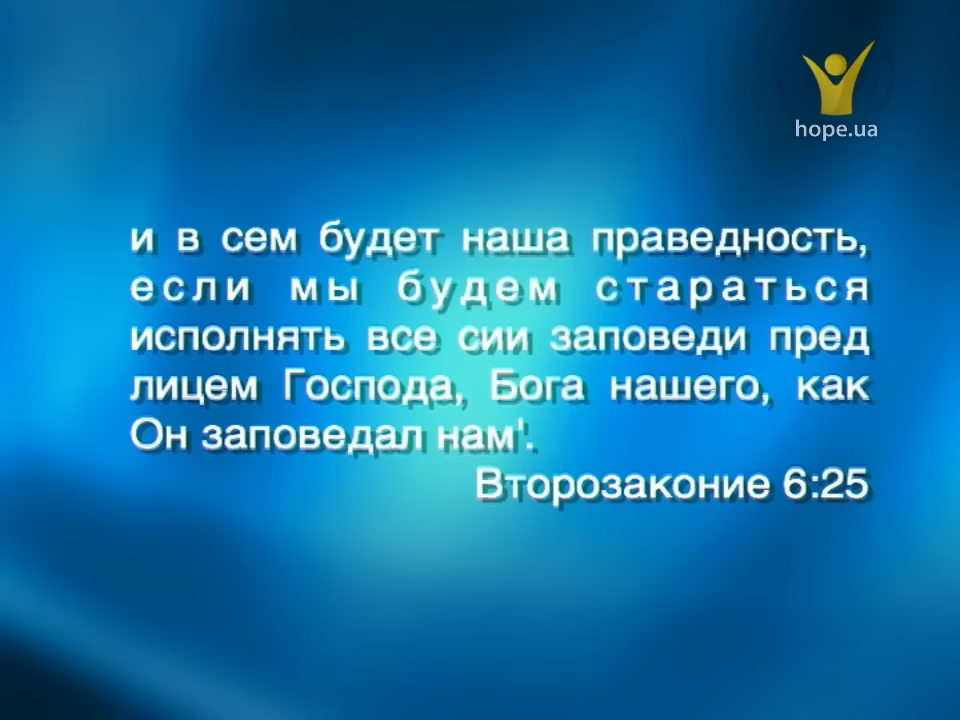 hope.ua
и в сем будет наша праведность,
если мы будем стараться
исполнять все сии заповеди пред
лицем Господа, Бога нашего, как
Он заповедал нам'.
Второзаконие 6:25